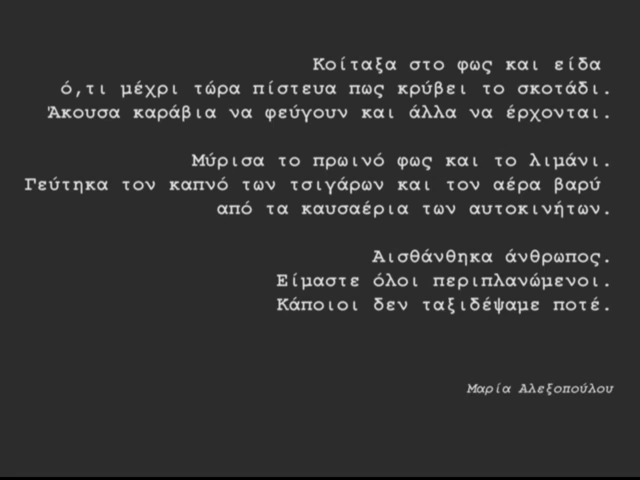 Κοίταξα στο φως και είδα
ό,τι μέχρι τώρα πίστευα πως κρύβει το σκοτάδι.
Άκουσα καράβια να φεύγουν και άλλα να έρχονται.
Μύρισα το πρωινό φως και το λιμάνι.
Γεύτηκα τον καπνό των τσιγάρων και τον αέρα βαρύ
από τα καυσαέρια των αυτοκινήτων.
Αισθάνθηκα άνθρωπος.
Είμαστε όλοι περιπλανώμενοι.
Κάποιοι δεν ταξιδέψαμε ποτέ.
Μαρία Αλεξοπούλου